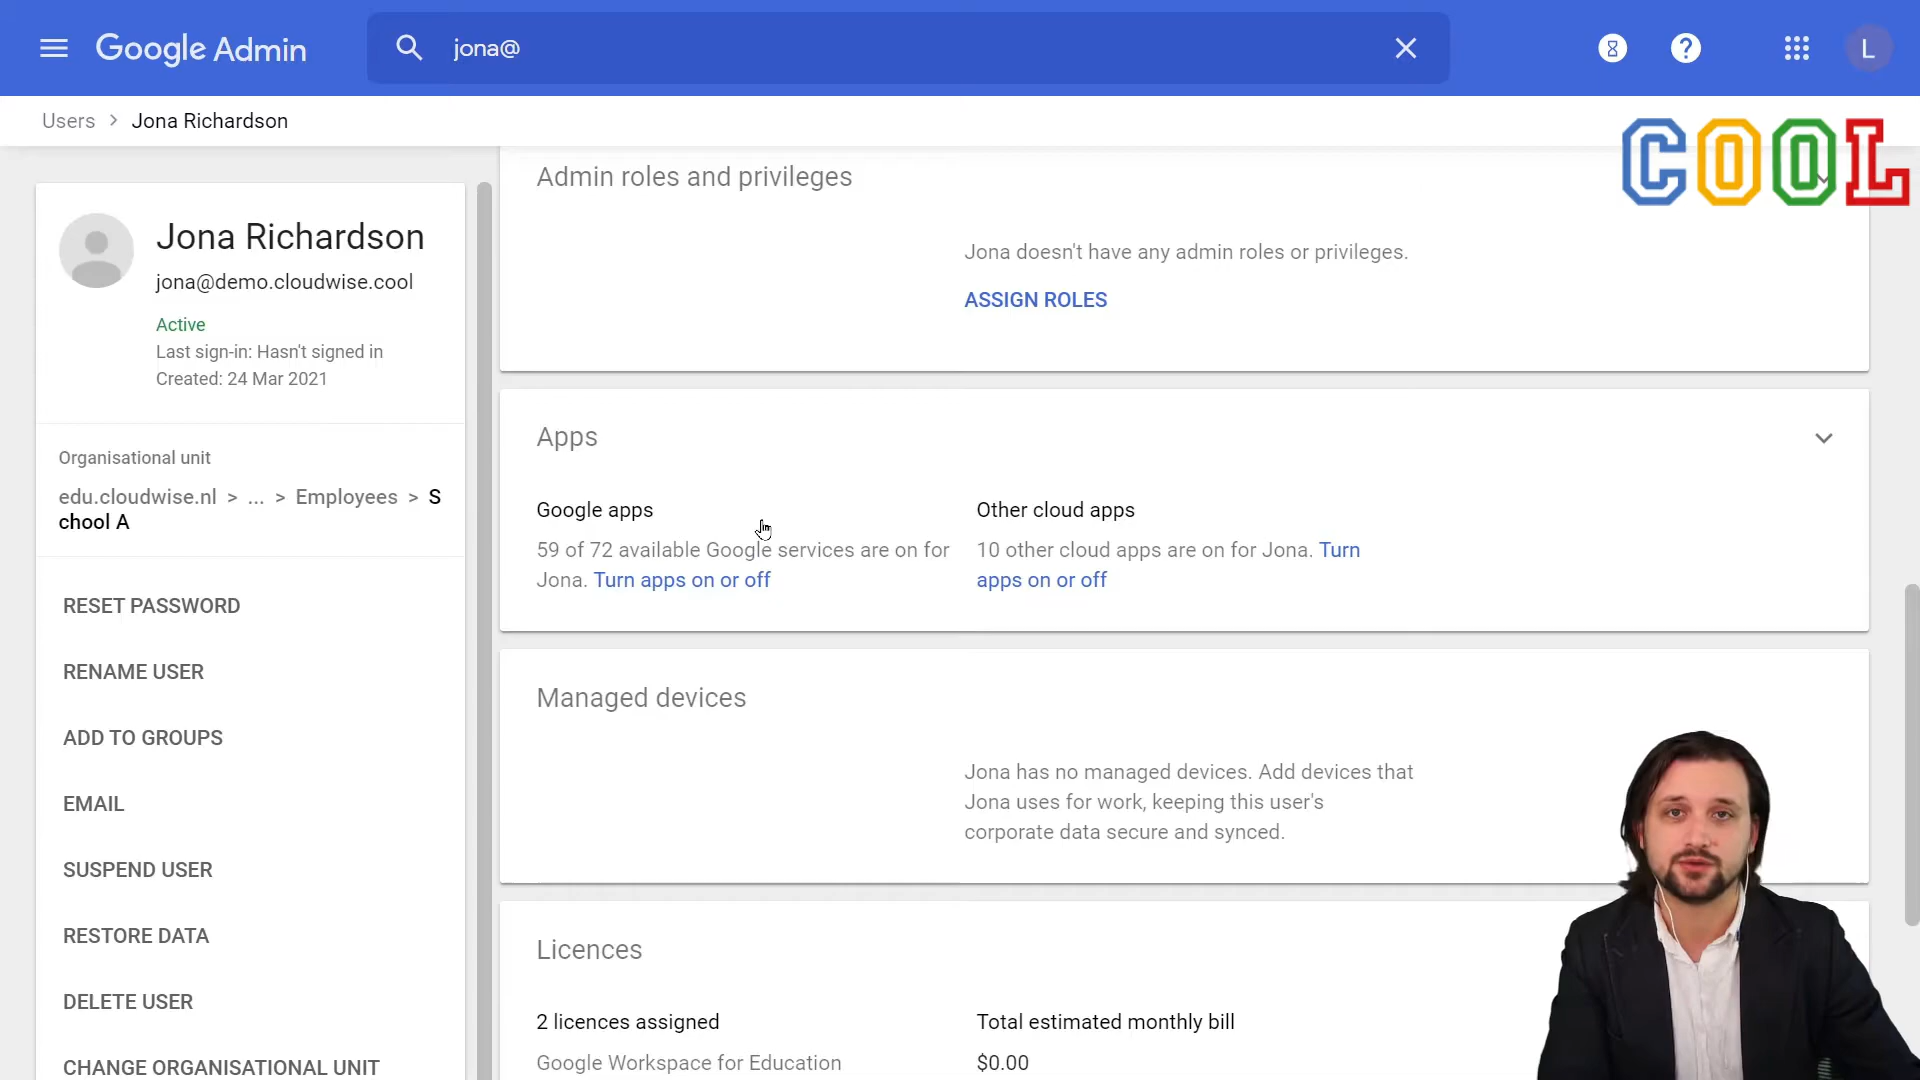 Google Admin
jona@
L
Users > Jona Richardson
COOL
Jona Richardson
jona@demo.cloudwise.cool
Active
Last sign-in: Hasn't signed in
Created: 24 Mar 2021
Organisational unit
edu.cloudwise.nl > ... > Employees > S
chool A
RESET PASSWORD
RENAME USER
ADD TO GROUPS
EMAIL
SUSPEND USER
RESTORE DATA
DELETE USER
CHANGE ORGANISATIONAL UNIT
Admin roles and privileges
Jona doesn't have any admin roles or privileges.
ASSIGN ROLES
Apps
Google apps
59 of 72 available Google services are on for
Jona. Turn apps on or off
Other cloud apps
10 other cloud apps are on for Jona. Turn
apps on or off
Managed devices
Jona has no managed devices. Add devices that
Jona uses for work, keeping this user's
corporate data secure and synced.
Licences
2 licences assigned
Google Workspace for Education
Total estimated monthly bill
$0.00